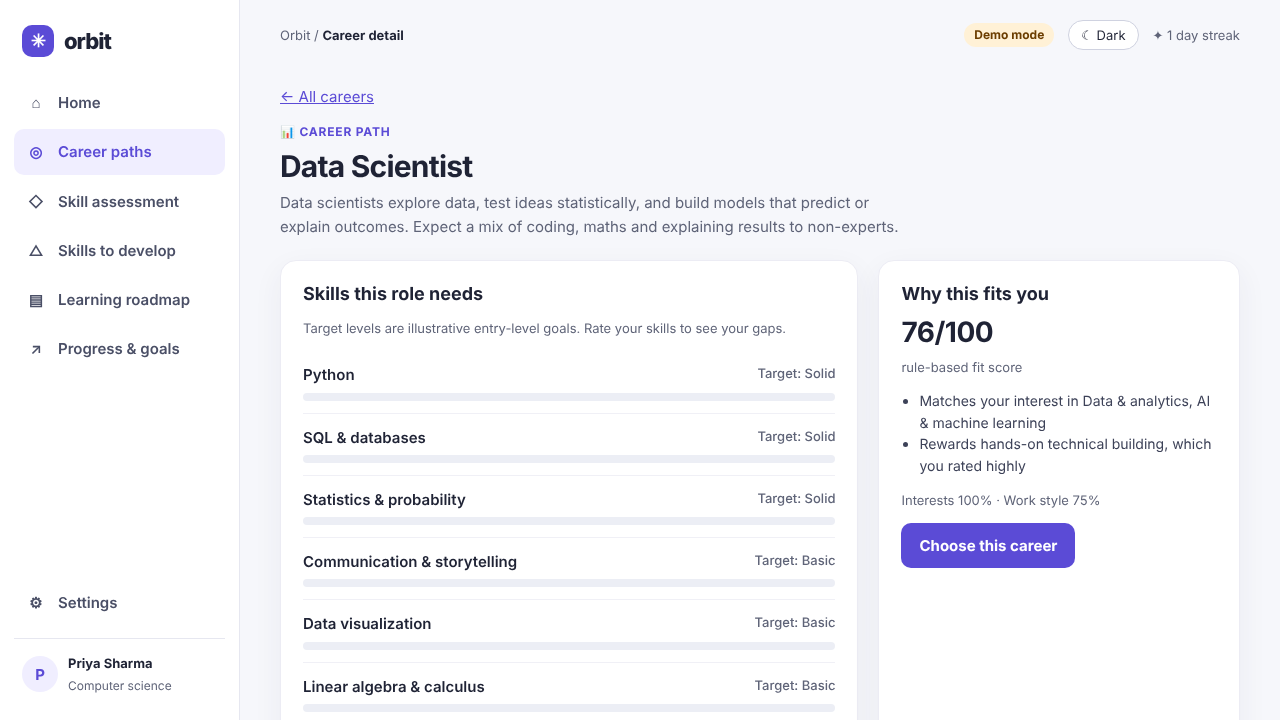 orbit
Home
Career paths
Skill assessment
Skills to develop
Learning roadmap
Progress & goals
Settings
P
Priya Sharma
Computer science
Orbit / Career detail
Demo mode
☾ Dark
✦ 1 day streak
← All careers
📊 CAREER PATH
Data Scientist
Data scientists explore data, test ideas statistically, and build models that predict or
explain outcomes. Expect a mix of coding, maths and explaining results to non-experts.
Skills this role needs
Target levels are illustrative entry-level goals. Rate your skills to see your gaps.
Python Target: Solid
SQL & databases Target: Solid
Statistics & probability Target: Solid
Communication & storytelling Target: Basic
Data visualization Target: Basic
Linear algebra & calculus Target: Basic
Why this fits you
76/100
rule-based fit score
• Matches your interest in Data & analytics, AI
& machine learning
• Rewards hands-on technical building, which
you rated highly
Interests 100% · Work style 75%
Choose this career